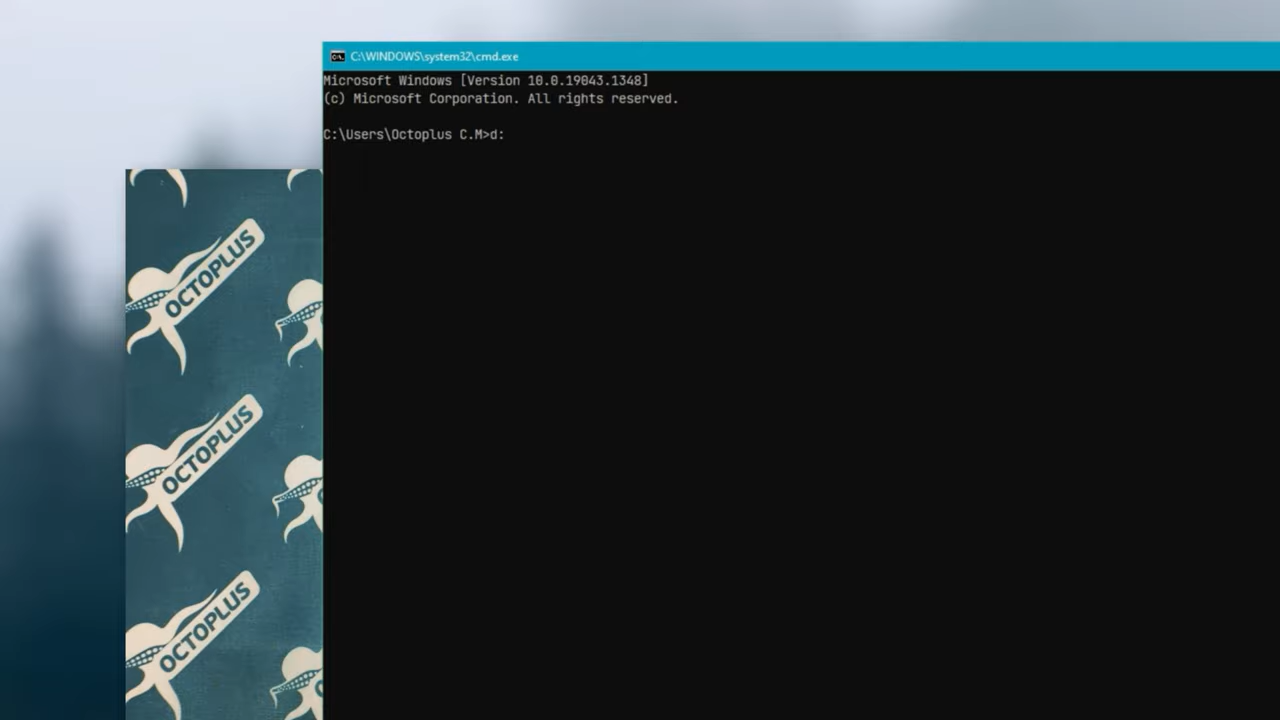 C:\WINDOWS\system32\cmd.exe
Microsoft Windows [Version 10.0.19043.1348]
(c) Microsoft Corporation. All rights reserved.
C:\Users\Octoplus C.M>d:
OCTOPLUS
OCTOPLUS
OCTOPLUS